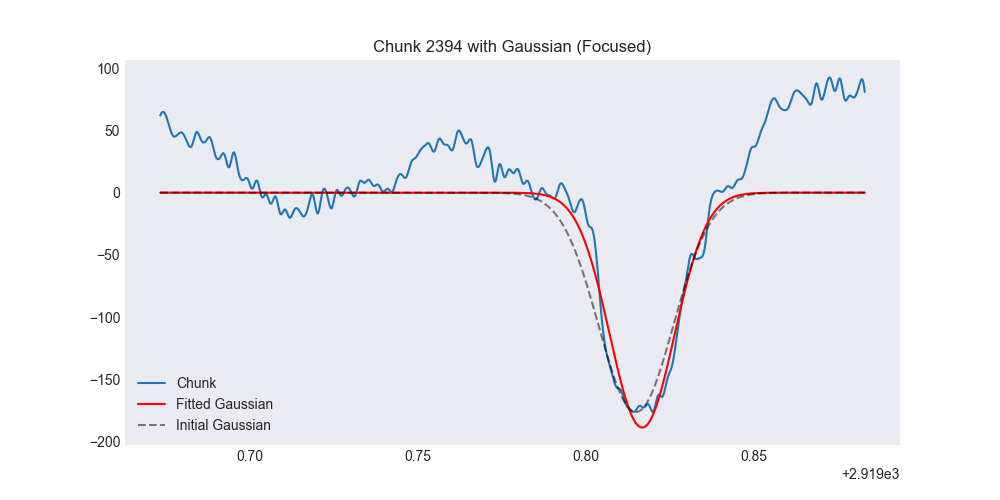 Chunk 2394 with Gaussian (Focused)
100
50
0
−50
−100
−150
−200
Chunk
Fitted Gaussian
Initial Gaussian
0.70 0.75 0.80 0.85
+2.919e3